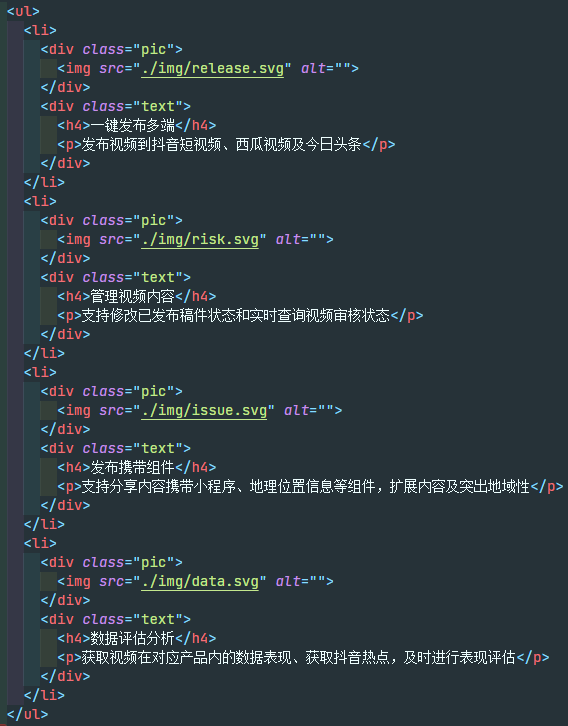 <ul>
<li>
<div class="pic">
<img src="./img/release.svg" alt="">
</div>
<div class="text">
<h4>一键发布多端</h4>
<p>发布视频到抖音短视频、西瓜视频及今日头条</p>
</div>
</li>
<li>
<div class="pic">
<img src="./img/risk.svg" alt="">
</div>
<div class="text">
<h4>管理视频内容</h4>
<p>支持修改已发布稿件状态和实时查询视频审核状态</p>
</div>
</li>
<li>
<div class="pic">
<img src="./img/issue.svg" alt="">
</div>
<div class="text">
<h4>发布携带组件</h4>
<p>支持分享内容携带小程序、地理位置信息等组件，扩展内容及突出地域性</p>
</div>
</li>
<li>
<div class="pic">
<img src="./img/data.svg" alt="">
</div>
<div class="text">
<h4>数据评估分析</h4>
<p>获取视频在对应产品内的数据表现、获取抖音热点，及时进行表现评估</p>
</div>
</li>
</ul>